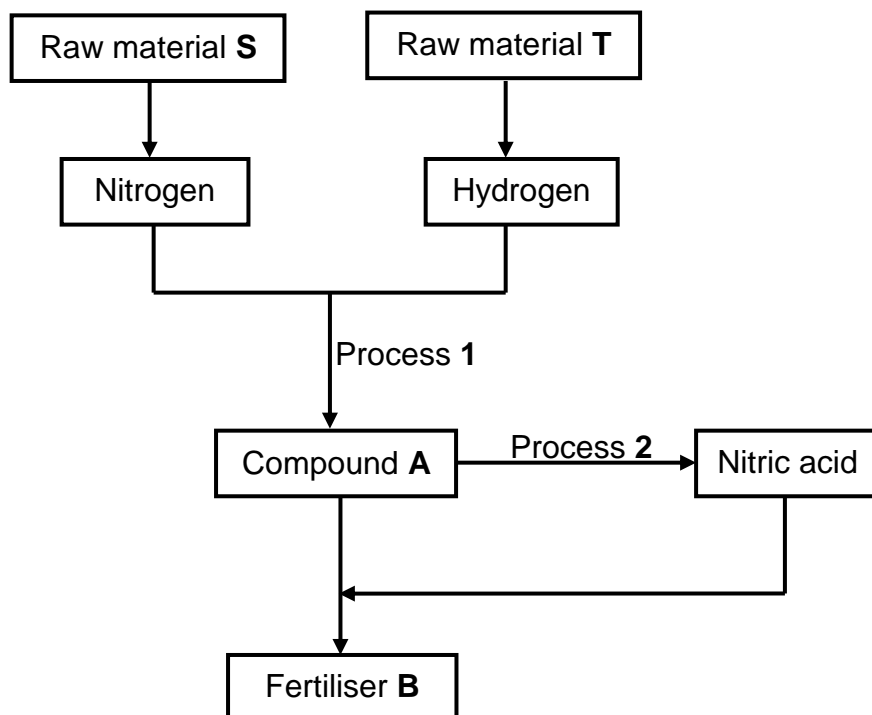 Raw material S
Raw material T
Nitrogen
Hydrogen
Process 1
Compound A
Process 2
Nitric acid
Fertiliser B